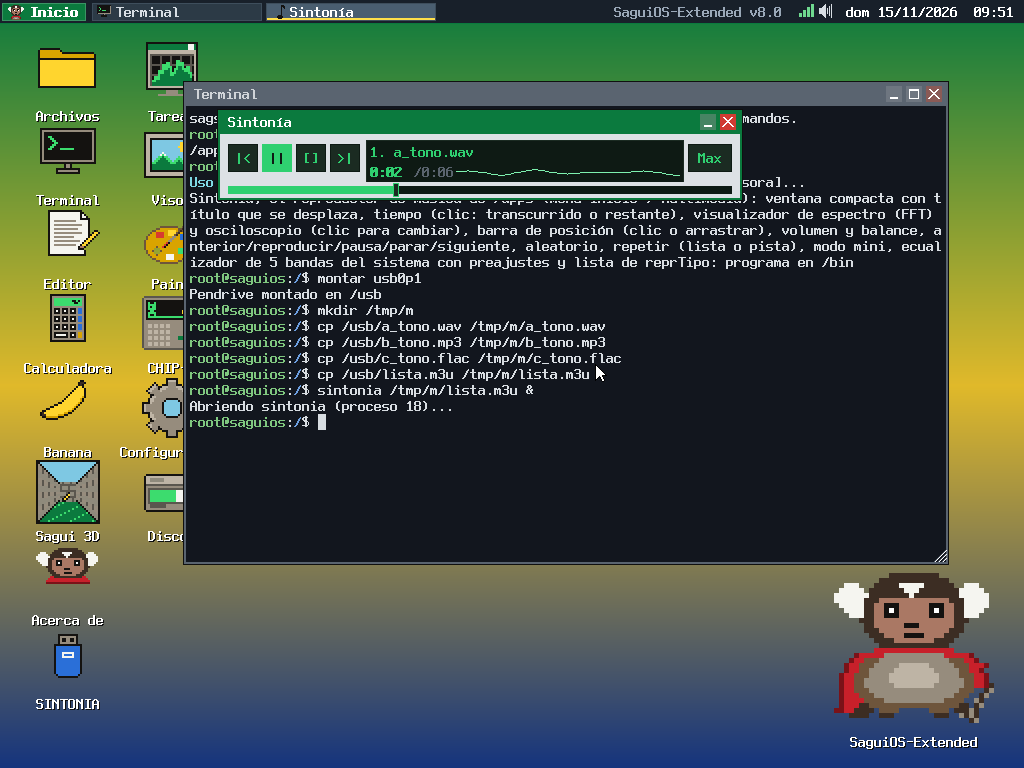 Inicio
Terminal
Sintonía
SaguiOS-Extended v8.0
dom 15/11/2026
09:51
Archivos
Terminal
Editor
Calculadora
CHIP
Banana
Sagui 3D
Acerca de
SINTONIA
Terminal
mandos.
root
/app
root
Uso
sora]...
Sintonía
|<
||
[]
>|
1. a_tono.wav
0:02 /0:06
Max
ítulo que se desplaza, tiempo (clic: transcurrido o restante), visualizador de espectro (FFT)
y osciloscopio (clic para cambiar), barra de posición (clic o arrastrar), volumen y balance, a
nterior/reproducir/pausa/parar/siguiente, aleatorio, repetir (lista o pista), modo mini, ecual
izador de 5 bandas del sistema con preajustes y lista de reprTipo: programa en /bin
root@saguios:/$ montar usb0p1
Pendrive montado en /usb
root@saguios:/$ mkdir /tmp/m
root@saguios:/$ cp /usb/a_tono.wav /tmp/m/a_tono.wav
root@saguios:/$ cp /usb/b_tono.mp3 /tmp/m/b_tono.mp3
root@saguios:/$ cp /usb/c_tono.flac /tmp/m/c_tono.flac
root@saguios:/$ cp /usb/lista.m3u /tmp/m/lista.m3u
root@saguios:/$ sintonia /tmp/m/lista.m3u &
Abriendo sintonia (proceso 18)...
root@saguios:/$
SaguiOS-Extended